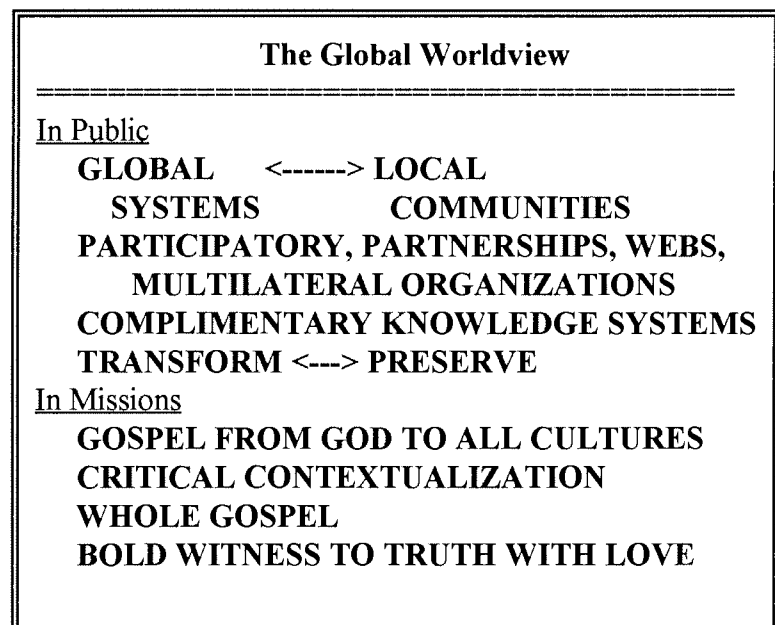 The Global Worldview
=========================================
In Public
GLOBAL <------> LOCAL
SYSTEMS COMMUNITIES
PARTICIPATORY, PARTNERSHIPS, WEBS,
MULTILATERAL ORGANIZATIONS
COMPLIMENTARY KNOWLEDGE SYSTEMS
TRANSFORM <---> PRESERVE
In Missions
GOSPEL FROM GOD TO ALL CULTURES
CRITICAL CONTEXTUALIZATION
WHOLE GOSPEL
BOLD WITNESS TO TRUTH WITH LOVE